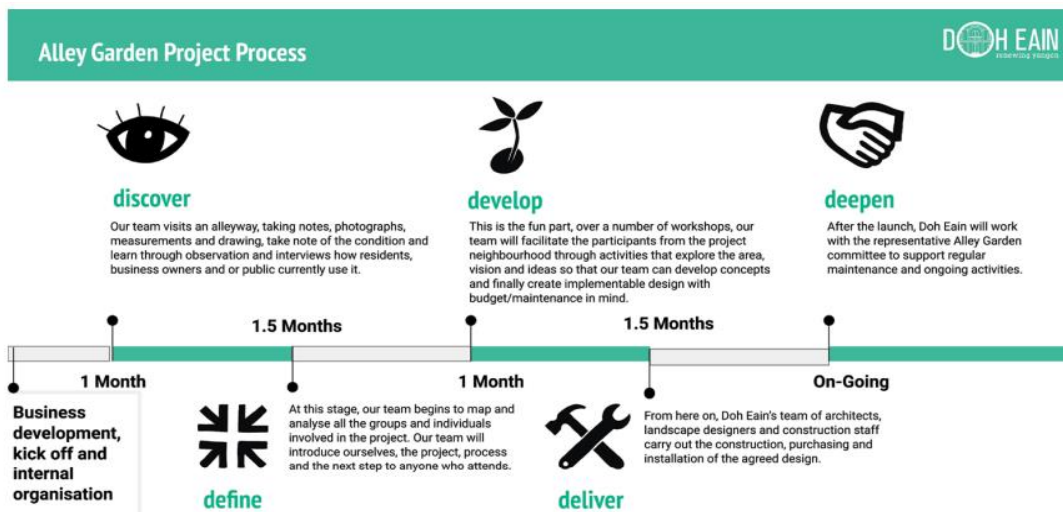 Alley Garden Project Process
DOH EAIN
renewing yangon
discover
Our team visits an alleyway, taking notes, photographs,
measurements and drawing, take note of the condition and
learn through observation and interviews how residents,
business owners and or public currently use it.
develop
This is the fun part, over a number of workshops, our
team will facilitate the participants from the project
neighbourhood through activities that explore the area,
vision and ideas so that our team can develop concepts
and finally create implementable design with
budget/maintenance in mind.
deepen
After the launch, Doh Eain will work
with the representative Alley Garden
committee to support regular
maintenance and ongoing activities.
1.5 Months
1.5 Months
1 Month
1 Month
On-Going
Business
development,
kick off and
internal
organisation
At this stage, our team begins to map and
analyse all the groups and individuals
involved in the project. Our team will
introduce ourselves, the project, process
and the next step to anyone who attends.
define
From here on, Doh Eain's team of architects,
landscape designers and construction staff
carry out the construction, purchasing and
installation of the agreed design.
deliver